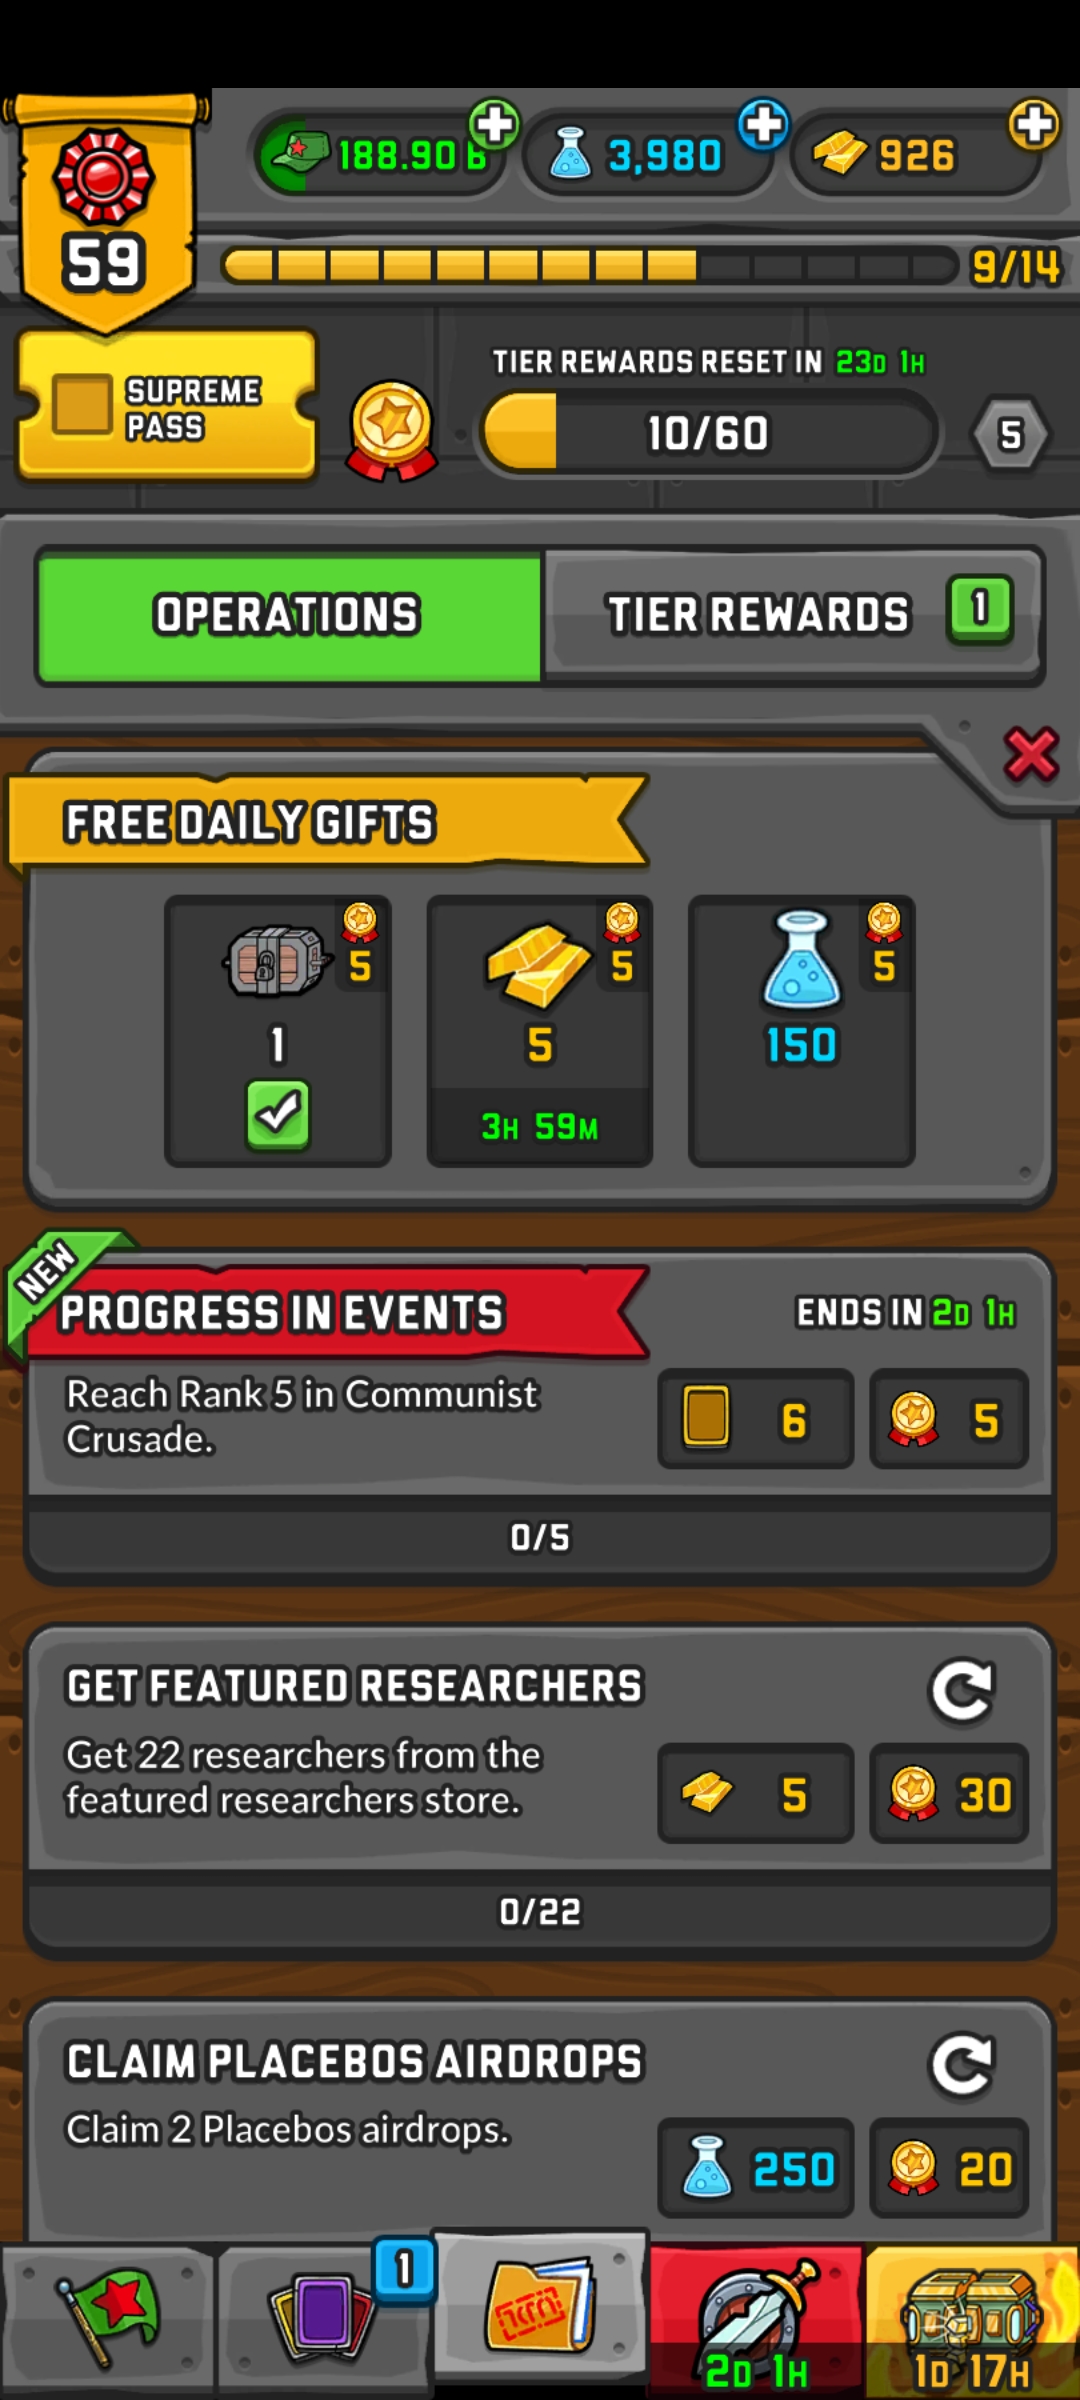 188.90 B
3,980
926
59
9/14
SUPREME
PASS
TIER REWARDS RESET IN 23D 1H
10/60
5
OPERATIONS
TIER REWARDS
1
FREE DAILY GIFTS
5
5
5
1
5
150
3H 59M
NEW
PROGRESS IN EVENTS
ENDS IN 2D 1H
Reach Rank 5 in Communist
Crusade.
6
5
0/5
GET FEATURED RESEARCHERS
Get 22 researchers from the
featured researchers store.
5
30
0/22
CLAIM PLACEBOS AIRDROPS
Claim 2 Placebos airdrops.
250
20
1
2D 1H
1D 17H